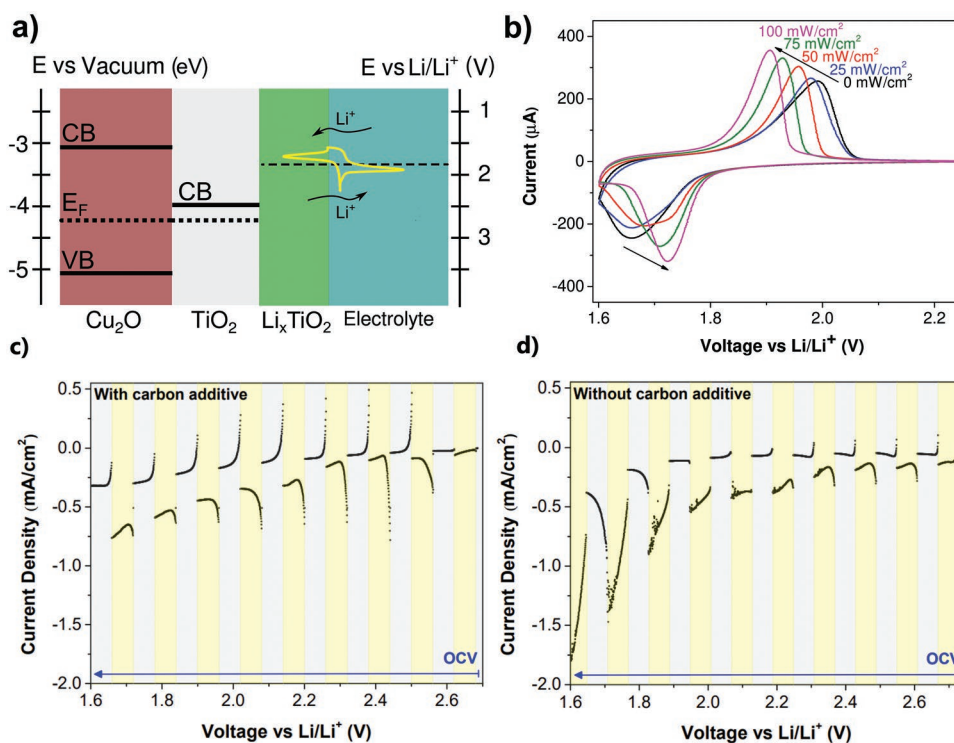 a)
E vs Vacuum (eV)
E vs Li/Li⁺ (V)
CB
-3
E_F
CB
-4
VB
-5
Li⁺
Li⁺
1
2
3
Cu₂O
TiO₂
LiₓTiO₂
Electrolyte
b)
100 mW/cm²
75 mW/cm²
50 mW/cm²
25 mW/cm²
0 mW/cm²
Current (µA)
400
200
0
-200
-400
1.6 1.8 2.0 2.2
Voltage vs Li/Li⁺ (V)
c)
With carbon additive
Current Density (mA/cm²)
0.5
0.0
-0.5
-1.0
-1.5
-2.0
OCV
1.6 1.8 2.0 2.2 2.4 2.6
Voltage vs Li/Li⁺ (V)
d)
Without carbon additive
Current Density (mA/cm²)
0.5
0.0
-0.5
-1.0
-1.5
-2.0
OCV
1.6 1.8 2.0 2.2 2.4 2.6
Voltage vs Li/Li⁺ (V)